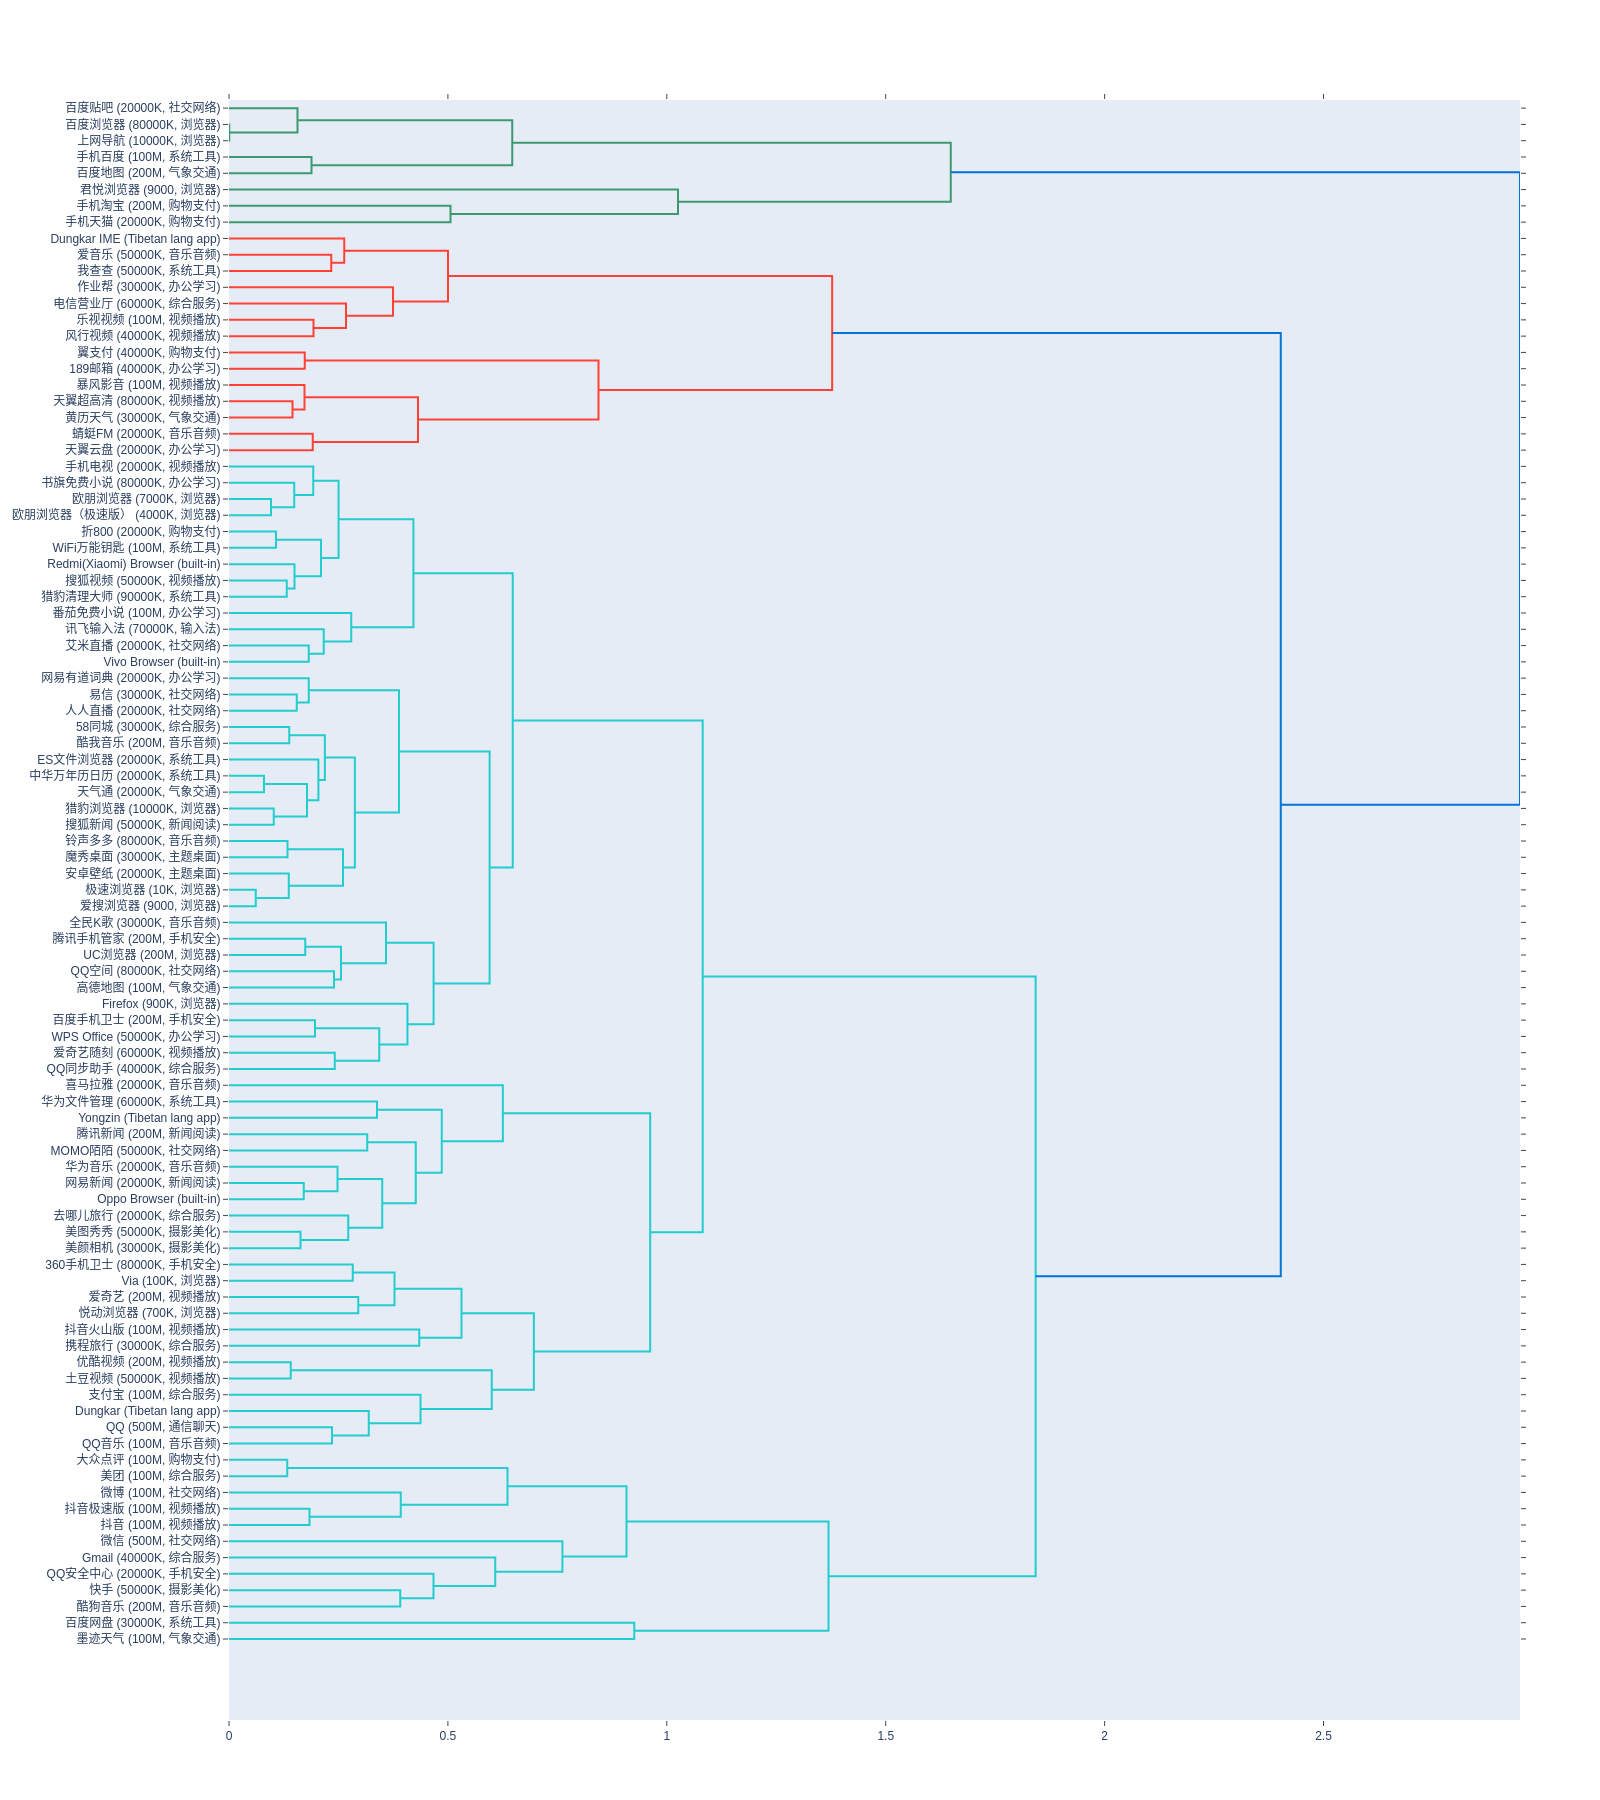 百度贴吧 (20000K, 社交网络)
百度浏览器 (80000K, 浏览器)
上网导航 (10000K, 浏览器)
手机百度 (100M, 系统工具)
百度地图 (200M, 气象交通)
君悦浏览器 (9000, 浏览器)
手机淘宝 (200M, 购物支付)
手机天猫 (20000K, 购物支付)
Dungkar IME (Tibetan lang app)
爱音乐 (50000K, 音乐音频)
我查查 (50000K, 系统工具)
作业帮 (30000K, 办公学习)
电信营业厅 (60000K, 综合服务)
乐视视频 (100M, 视频播放)
风行视频 (40000K, 视频播放)
翼支付 (40000K, 购物支付)
189邮箱 (40000K, 办公学习)
暴风影音 (100M, 视频播放)
天翼超高清 (80000K, 视频播放)
黄历天气 (30000K, 气象交通)
蜻蜓FM (20000K, 音乐音频)
天翼云盘 (20000K, 办公学习)
手机电视 (20000K, 视频播放)
书旗免费小说 (80000K, 办公学习)
欧朋浏览器 (7000K, 浏览器)
欧朋浏览器（极速版） (4000K, 浏览器)
折800 (20000K, 购物支付)
WiFi万能钥匙 (100M, 系统工具)
Redmi(Xiaomi) Browser (built-in)
搜狐视频 (50000K, 视频播放)
猎豹清理大师 (90000K, 系统工具)
番茄免费小说 (100M, 办公学习)
讯飞输入法 (70000K, 输入法)
艾米直播 (20000K, 社交网络)
Vivo Browser (built-in)
网易有道词典 (20000K, 办公学习)
易信 (30000K, 社交网络)
人人直播 (20000K, 社交网络)
58同城 (30000K, 综合服务)
酷我音乐 (200M, 音乐音频)
ES文件浏览器 (20000K, 系统工具)
中华万年历日历 (20000K, 系统工具)
天气通 (20000K, 气象交通)
猎豹浏览器 (10000K, 浏览器)
搜狐新闻 (50000K, 新闻阅读)
铃声多多 (80000K, 音乐音频)
魔秀桌面 (30000K, 主题桌面)
安卓壁纸 (20000K, 主题桌面)
极速浏览器 (10K, 浏览器)
爱搜浏览器 (9000, 浏览器)
全民K歌 (30000K, 音乐音频)
腾讯手机管家 (200M, 手机安全)
UC浏览器 (200M, 浏览器)
QQ空间 (80000K, 社交网络)
高德地图 (100M, 气象交通)
Firefox (900K, 浏览器)
百度手机卫士 (200M, 手机安全)
WPS Office (50000K, 办公学习)
爱奇艺随刻 (60000K, 视频播放)
QQ同步助手 (40000K, 综合服务)
喜马拉雅 (20000K, 音乐音频)
华为文件管理 (60000K, 系统工具)
Yongzin (Tibetan lang app)
腾讯新闻 (200M, 新闻阅读)
MOMO陌陌 (50000K, 社交网络)
华为音乐 (20000K, 音乐音频)
网易新闻 (20000K, 新闻阅读)
Oppo Browser (built-in)
去哪儿旅行 (20000K, 综合服务)
美图秀秀 (50000K, 摄影美化)
美颜相机 (30000K, 摄影美化)
360手机卫士 (80000K, 手机安全)
Via (100K, 浏览器)
爱奇艺 (200M, 视频播放)
悦动浏览器 (700K, 浏览器)
抖音火山版 (100M, 视频播放)
携程旅行 (30000K, 综合服务)
优酷视频 (200M, 视频播放)
土豆视频 (50000K, 视频播放)
支付宝 (100M, 综合服务)
Dungkar (Tibetan lang app)
QQ (500M, 通信聊天)
QQ音乐 (100M, 音乐音频)
大众点评 (100M, 购物支付)
美团 (100M, 综合服务)
微博 (100M, 社交网络)
抖音极速版 (100M, 视频播放)
抖音 (100M, 视频播放)
微信 (500M, 社交网络)
Gmail (40000K, 综合服务)
QQ安全中心 (20000K, 手机安全)
快手 (50000K, 摄影美化)
酷狗音乐 (200M, 音乐音频)
百度网盘 (30000K, 系统工具)
墨迹天气 (100M, 气象交通)
0 0.5 1 1.5 2 2.5